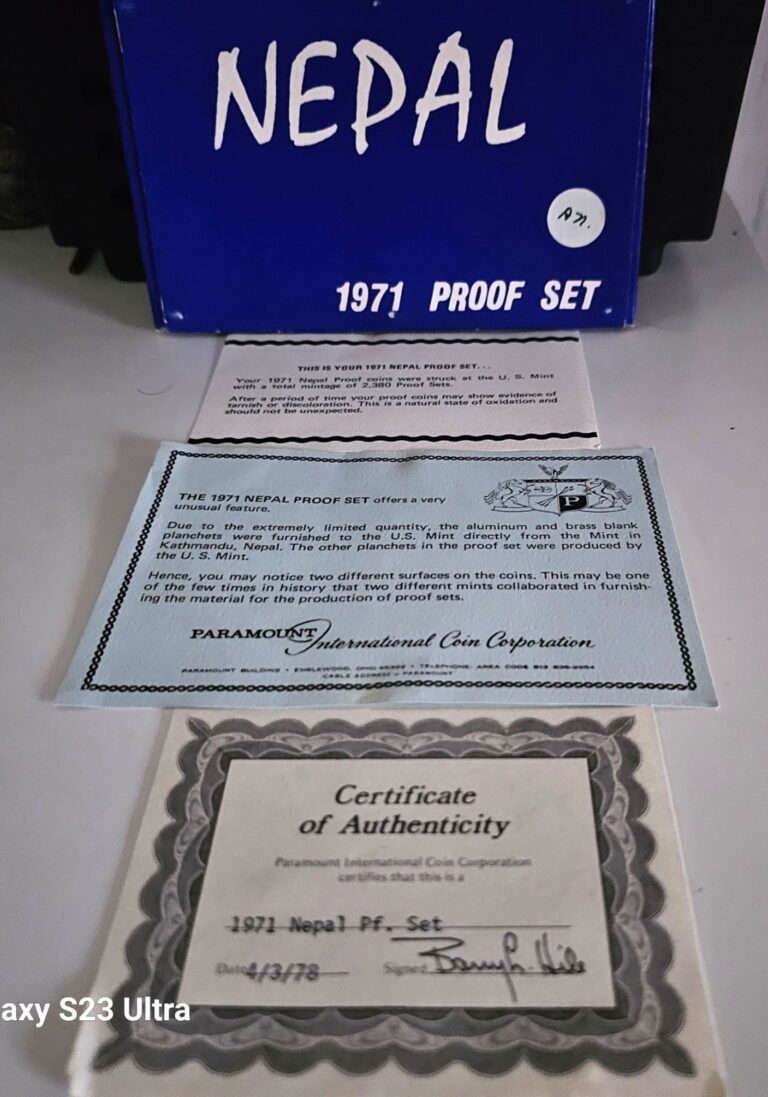 NEPAL
1971 PROOF SET
THIS IS YOUR 1971 NEPAL PROOF SET...
Your 1971 Nepal Proof coins were struck at the U. S. Mint
with a total mintage of 2,380 Proof Sets.
After a period of time your proof coins may show evidence of
tarnish or discoloration. This is a natural state of oxidation and
should not be unexpected.
P
THE 1971 NEPAL PROOF SET offers a very
unusual feature.
Due to the extremely limited quantity, the aluminum and brass blank
planchets were furnished to the U.S. Mint directly from the Mint in
Kathmandu, Nepal. The other planchets in the proof set were produced by
the U. S. Mint.
Hence, you may notice two different surfaces on the coins. This may be one
of the few times in history that two different mints collaborated in furnish-
ing the material for the production of proof sets.
PARAMOUNT International Coin Corporation
PARAMOUNT BUILDING • ENGLEWOOD, OHIO 45322 • TELEPHONE: AREA CODE 513
CABLE ADDRESS • PARAMOUNT
Certificate
of Authenticity
Paramount International Coin Corporation
certifies that this is a
1971 Nepal Pf. Set
Date 4/3/78 Signed
axy S23 Ultra